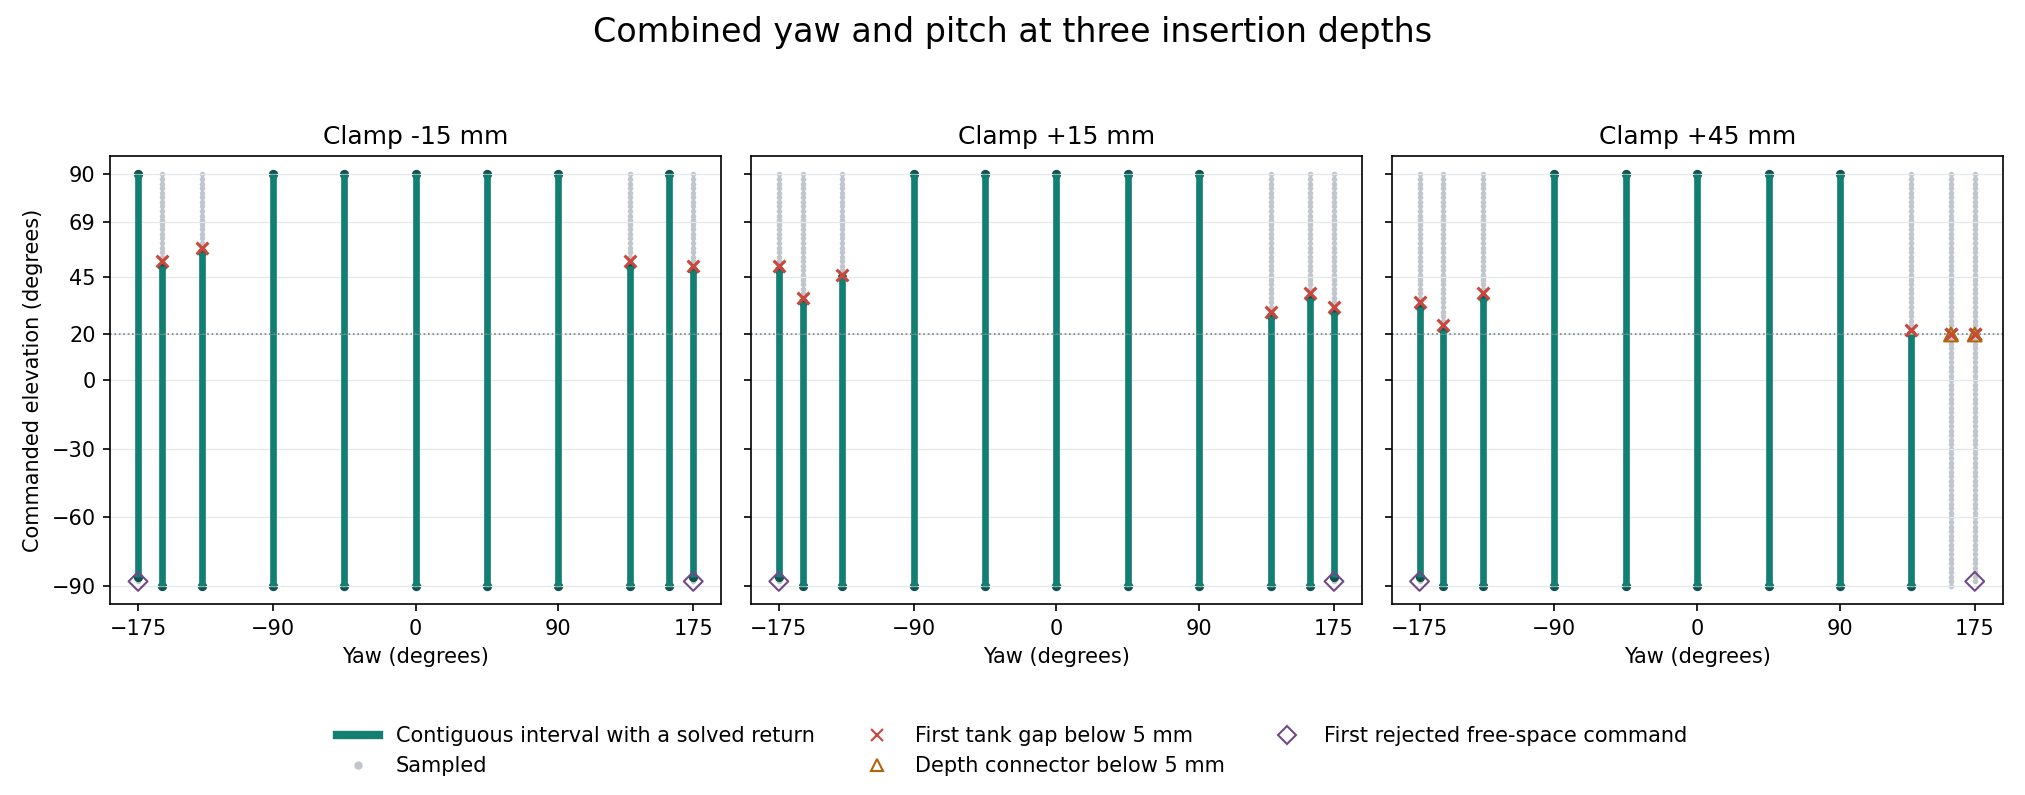 Combined yaw and pitch at three insertion depths
Clamp -15 mm
Clamp +15 mm
Clamp +45 mm
Commanded elevation (degrees)
90
69
45
20
0
−30
−60
−90
−175 −90 0 90 175
−175 −90 0 90 175
−175 −90 0 90 175
Yaw (degrees)
Yaw (degrees)
Yaw (degrees)
Contiguous interval with a solved return
Sampled
First tank gap below 5 mm
Depth connector below 5 mm
First rejected free-space command